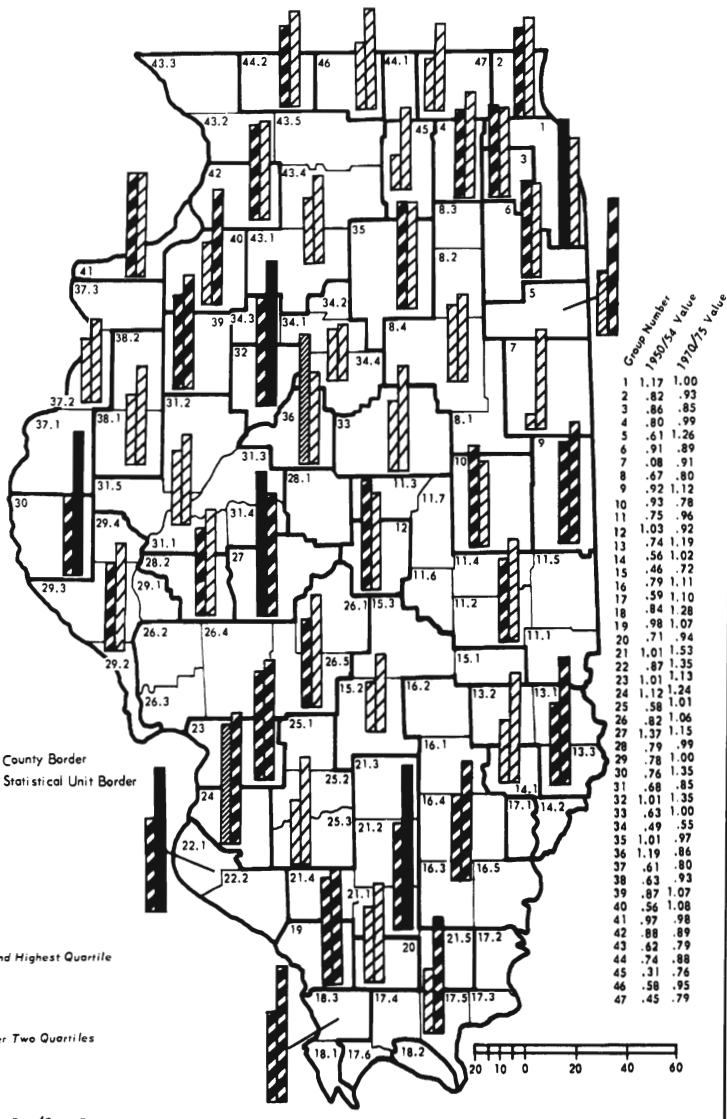 43.3
44.2
46
44.1
47
2
43.2
43.5
45
4
1
3
42
43.4
8.3
6
40
43.1
35
8.2
41
5
37.3
34.2
39
34.3
34.1
8.4
38.2
32
7
34.4
37.2
31.2
36
33
37.1
38.1
8.1
9
31.3
10
30
31.5
28.1
11.3
11.7
29.4
31.4
12
31.1
28.2
27
11.4
11.5
29.3
29.1
11.6
26.1
15.3
11.2
26.2
26.4
11.1
29.2
26.5
15.1
26.3
15.2
16.2
13.2
13.1
23
25.1
16.1
13.3
21.3
25.2
14.1
24
16.4
17.1
14.2
25.3
21.2
22.1
22.2
21.4
16.3
16.5
21.1
19
20
21.5
17.2
18.3
17.4
17.5
17.3
18.1
17.6
18.2
County Border
Statistical Unit Border
nd Highest Quartile
er Two Quartiles
Group Number
1950/54 Value
1970/75 Value
1 1.17 1.00
2 .82 .93
3 .86 .85
4 .80 .99
5 .61 1.26
6 .91 .89
7 .08 .91
8 .67 .80
9 .92 1.12
10 .93 .78
11 .75 .96
12 1.03 .92
13 .74 1.19
14 .56 1.02
15 .46 .72
16 .79 1.11
17 .59 1.10
18 .84 1.28
19 .98 1.07
20 .71 .94
21 1.01 1.53
22 .87 1.35
23 1.01 1.13
24 1.12 1.24
25 .58 1.01
26 .82 1.06
27 1.37 1.15
28 .79 .99
29 .78 1.00
30 .76 1.35
31 .68 .85
32 1.01 1.35
33 .63 1.00
34 .49 .55
35 1.01 .97
36 1.19 .86
37 .61 .80
38 .63 .93
39 .87 1.07
40 .56 1.08
41 .97 .98
42 .88 .89
43 .62 .79
44 .74 .88
45 .31 .76
46 .58 .95
47 .45 .79
20 10 0 20 40 60